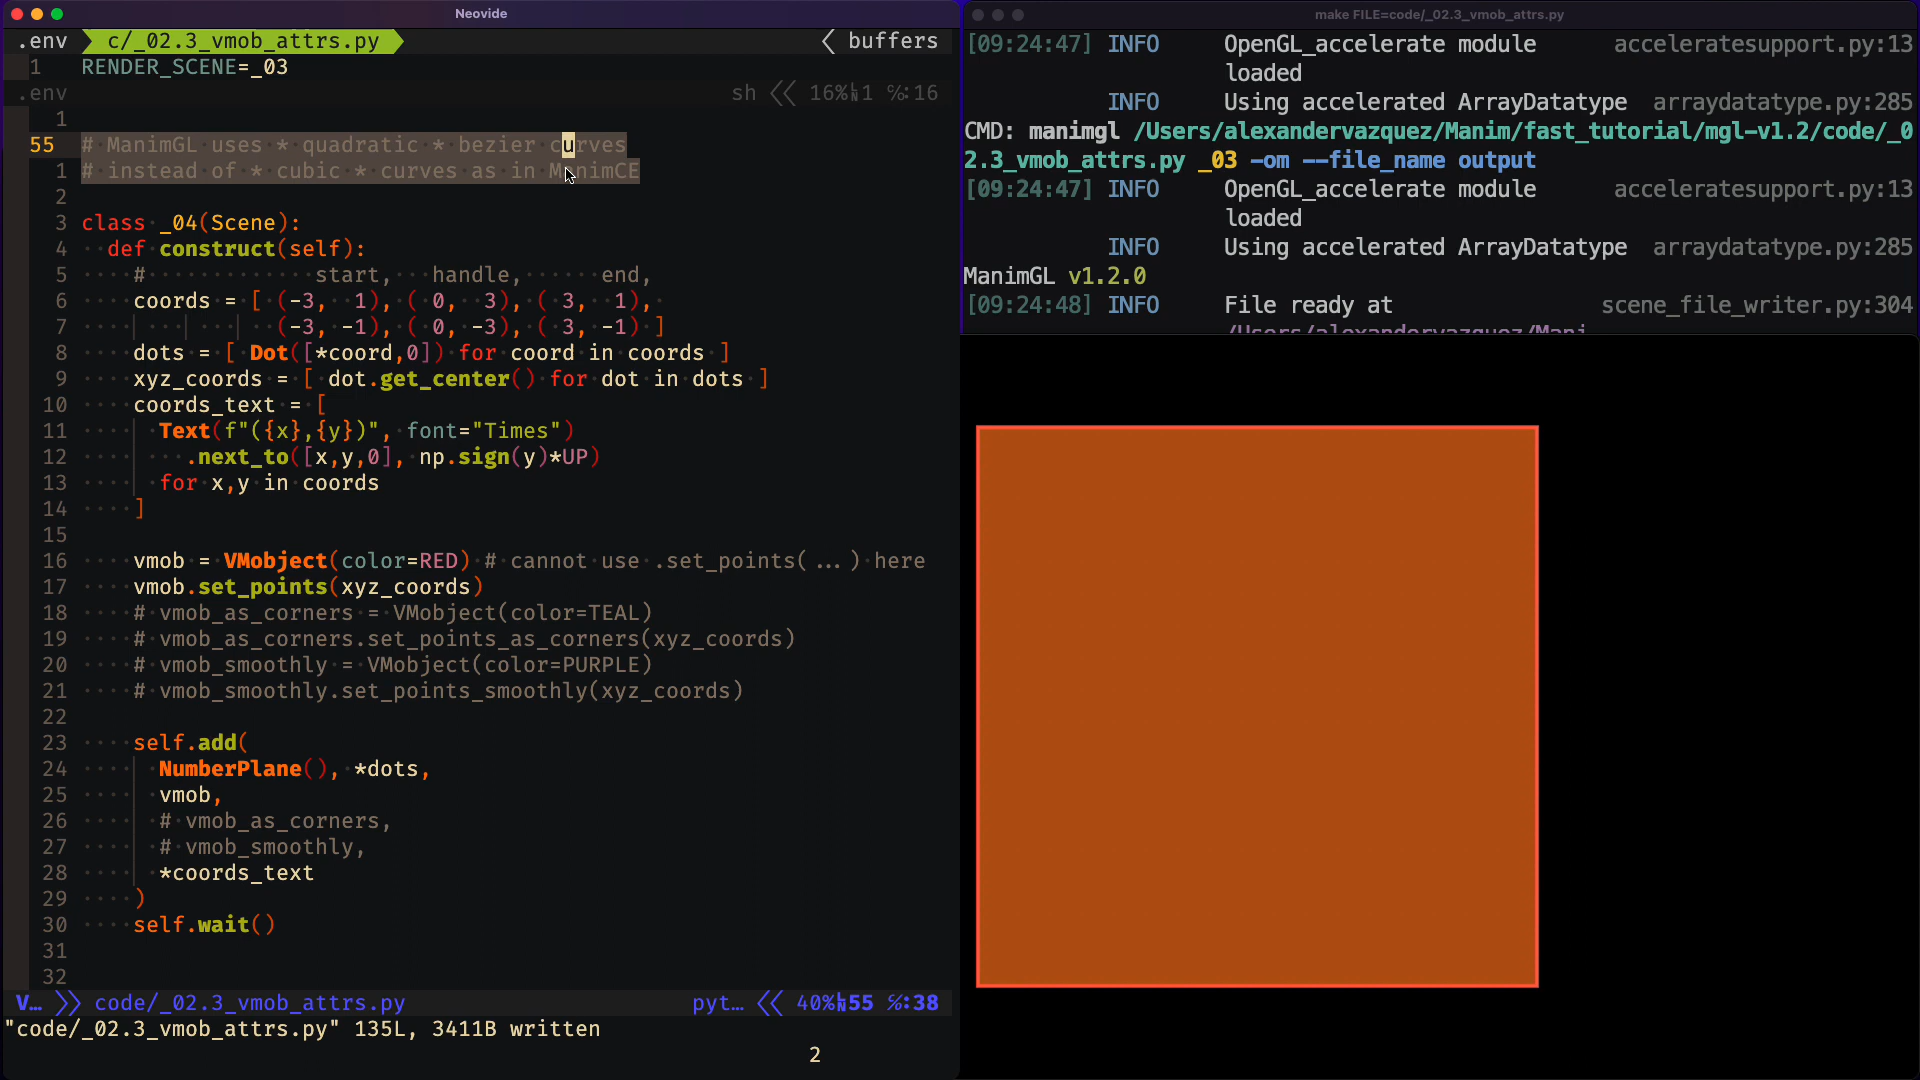 Neovide
.env c/_02.3_vmob_attrs.py buffers
1 RENDER_SCENE=_03
.env sh 16% 1 16
1
55 # ManimGL uses * quadratic * bezier curves
1 # instead of * cubic * curves as in ManimCE
2
3 class _04(Scene):
4 def construct(self):
5 # start, handle, end,
6 coords = [ (-3, 1), ( 0, 3), ( 3, 1),
7 (-3, -1), ( 0, -3), ( 3, -1) ]
8 dots = [ Dot([*coord,0]) for coord in coords ]
9 xyz_coords = [ dot.get_center() for dot in dots ]
10 coords_text = [
11 Text(f"({x},{y})", font="Times")
12 .next_to([x,y,0], np.sign(y)*UP)
13 for x,y in coords
14 ]
15
16 vmob = VMobject(color=RED) # cannot use .set_points( ... ) here
17 vmob.set_points(xyz_coords)
18 # vmob_as_corners = VMobject(color=TEAL)
19 # vmob_as_corners.set_points_as_corners(xyz_coords)
20 # vmob_smoothly = VMobject(color=PURPLE)
21 # vmob_smoothly.set_points_smoothly(xyz_coords)
22
23 self.add(
24 NumberPlane(), *dots,
25 vmob,
26 # vmob_as_corners,
27 # vmob_smoothly,
28 *coords_text
29 )
30 self.wait()
31
32
V… code/_02.3_vmob_attrs.py pyt… 40% 55 :38
"code/_02.3_vmob_attrs.py" 135L, 3411B written
2
make FILE=code/_02.3_vmob_attrs.py
[09:24:47] INFO OpenGL_accelerate module acceleratesupport.py:13
loaded
INFO Using accelerated ArrayDatatype arraydatatype.py:285
CMD: manimgl /Users/alexandervazquez/Manim/fast_tutorial/mgl-v1.2/code/_0
2.3_vmob_attrs.py _03 -om --file_name output
[09:24:47] INFO OpenGL_accelerate module acceleratesupport.py:13
loaded
INFO Using accelerated ArrayDatatype arraydatatype.py:285
ManimGL v1.2.0
[09:24:48] INFO File ready at scene_file_writer.py:304
/Users/alexandervazquez/Mani